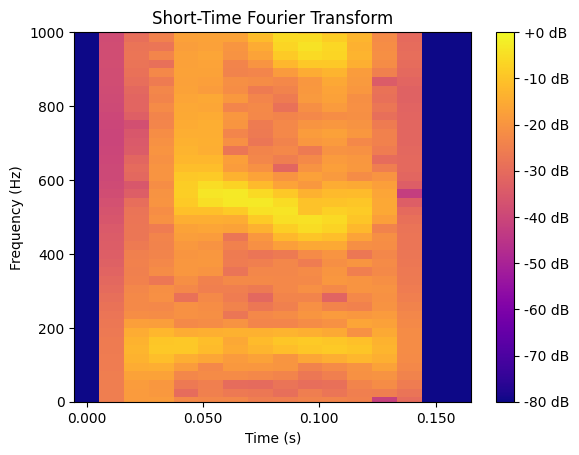 Short-Time Fourier Transform
1000
800
600
400
200
0
Frequency (Hz)
0.000
0.050
0.100
0.150
Time (s)
+0 dB
-10 dB
-20 dB
-30 dB
-40 dB
-50 dB
-60 dB
-70 dB
-80 dB